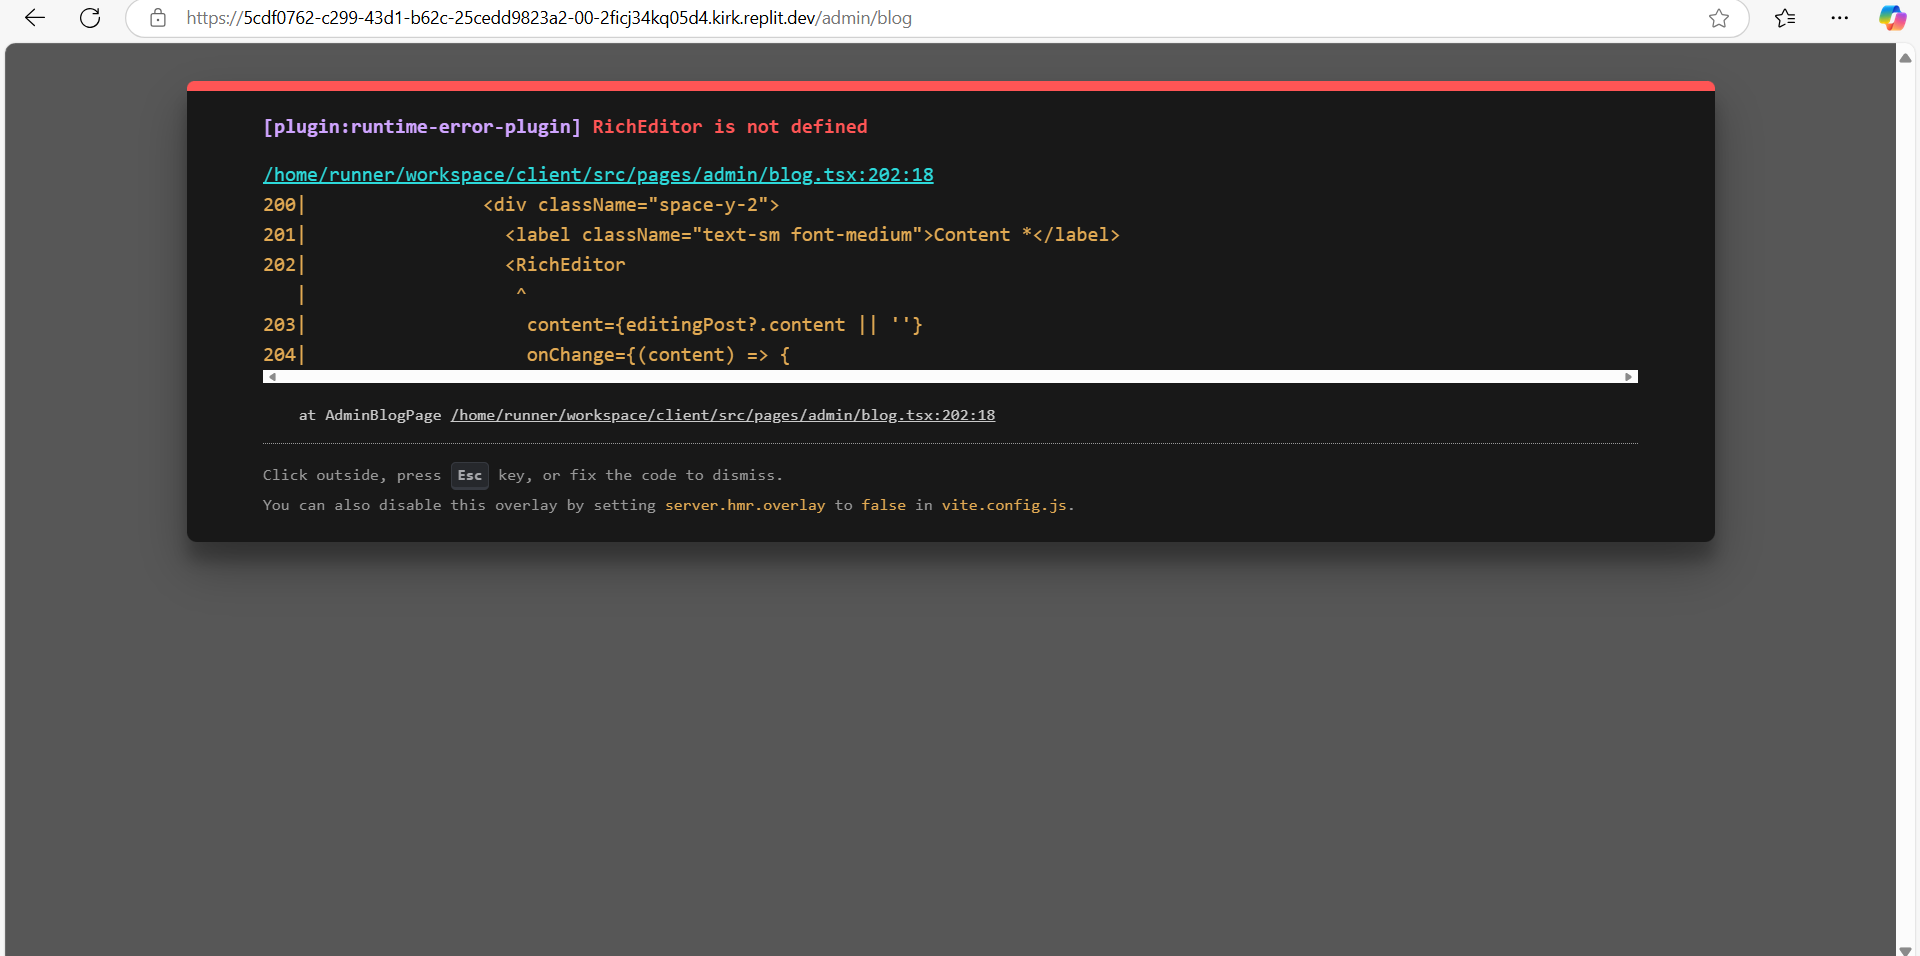 https://5cdf0762-c299-43d1-b62c-25cedd9823a2-00-2ficj34kq05d4.kirk.replit.dev/admin/blog
[plugin:runtime-error-plugin] RichEditor is not defined
/home/runner/workspace/client/src/pages/admin/blog.tsx:202:18
200|                <div className="space-y-2">
201|                  <label className="text-sm font-medium">Content *</label>
202|                  <RichEditor
   |                   ^
203|                    content={editingPost?.content || ''}
204|                    onChange={(content) => {
at AdminBlogPage /home/runner/workspace/client/src/pages/admin/blog.tsx:202:18
Click outside, press Esc key, or fix the code to dismiss.
You can also disable this overlay by setting server.hmr.overlay to false in vite.config.js.